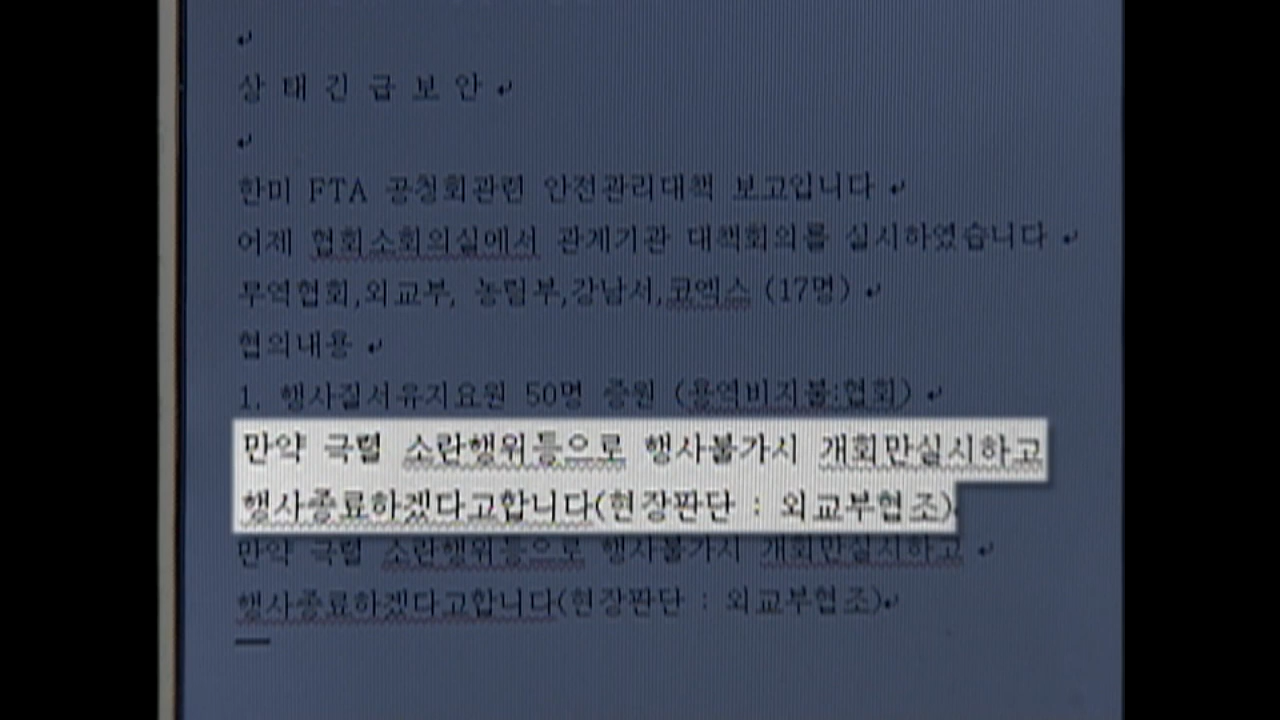 상 태 긴 급 보 안
한미 FTA 공청회관련 안전관리대책 보고입니다
어제 협회소회의실에서 관계기관 대책회의를 실시하였습니다
무역협회,외교부, 농림부,강남서,코엑스 (17명)
협의내용
1. 행사질서유지요원 50명 증원 (용역비지불:협회)
만약 극렬 소란행위등으로 행사불가시 개회만실시하고
행사종료하겠다고합니다(현장판단 : 외교부협조)
만약 극렬 소란행위등으로 행사불가시 개회만실시하고
행사종료하겠다고합니다(현장판단 : 외교부협조)